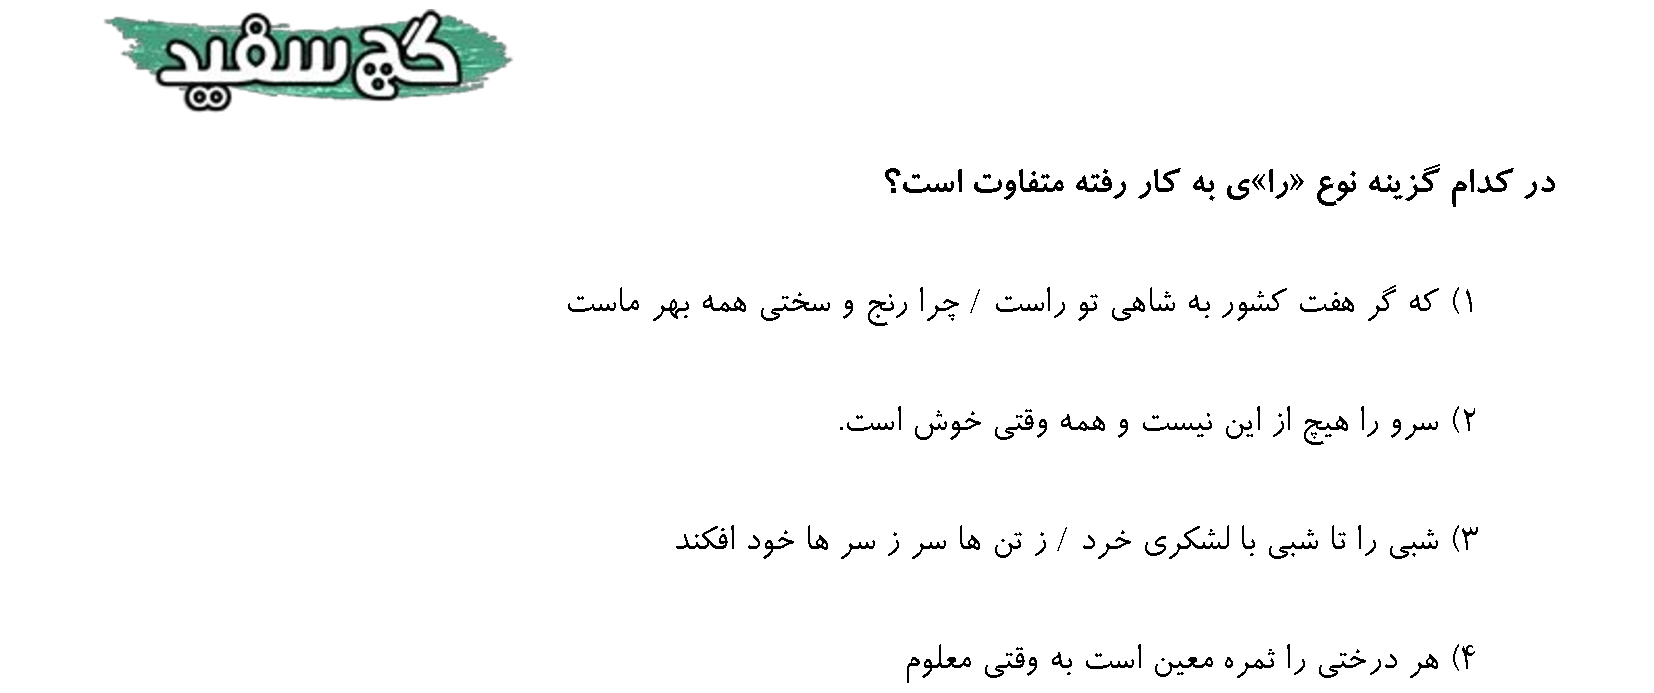 گچ سفید
در کدام گزینه نوع «را»ی به کار رفته متفاوت است؟
۱) که گر هفت کشور به شاهی تو راست / چرا رنج و سختی همه بهر ماست
۲) سرو را هیچ از این نیست و همه وقتی خوش است.
۳) شبی را تا شبی با لشکری خرد / ز تن ها سر ز سر ها خود افکند
۴) هر درختی را ثمره معین است به وقتی معلوم